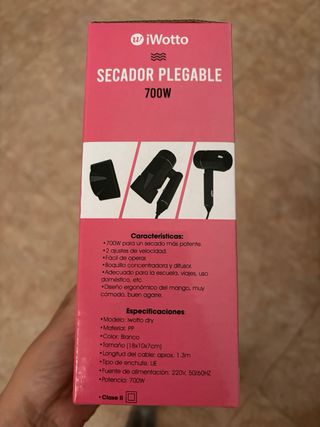 iWotto
SECADOR PLEGABLE
700W
Características:
•700W para un secado más potente.
•2 ajustes de velocidad.
•Fácil de operar.
•Boquilla concentradora y difusor.
•Adecuado para la escuela, viajes, uso
doméstico, etc.
•Diseño ergonómico del mango, muy
cómodo, buen agarre.
Especificaciones:
•Modelo: Iwotto dry
•Material: PP
•Color: Blanco
•Tamaño (18x10x7cm)
•Longitud del cable: aprox. 1.3m
•Tipo de enchufe: UE
•Fuente de alimentación: 220V, 50/60HZ
•Potencia: 700W
•Clase II